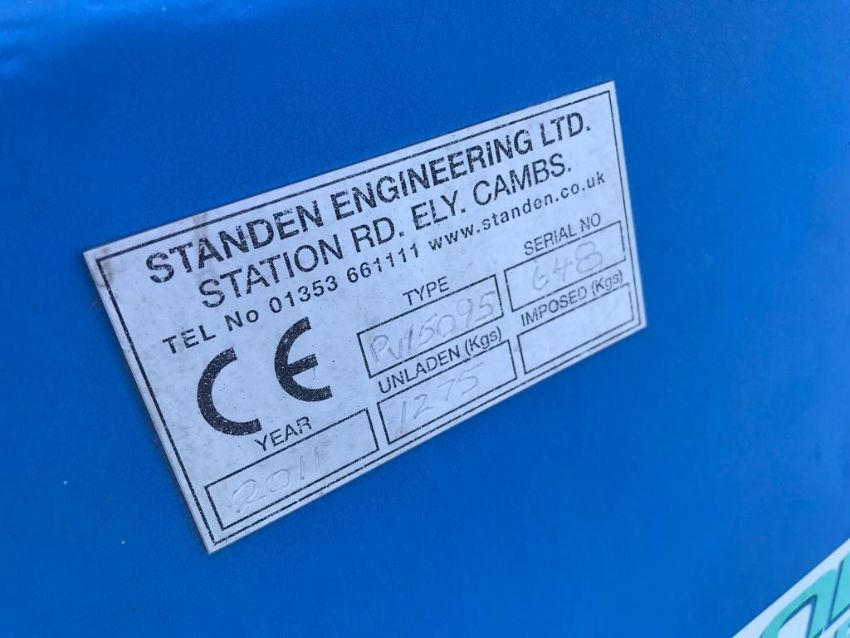 STANDEN ENGINEERING LTD.
STATION RD. ELY. CAMBS.
TEL No 01353 661111 www.standen.co.uk
CE
TYPE
PV15095
SERIAL NO
648
YEAR
2011
UNLADEN (Kgs)
1275
IMPOSED (Kgs)